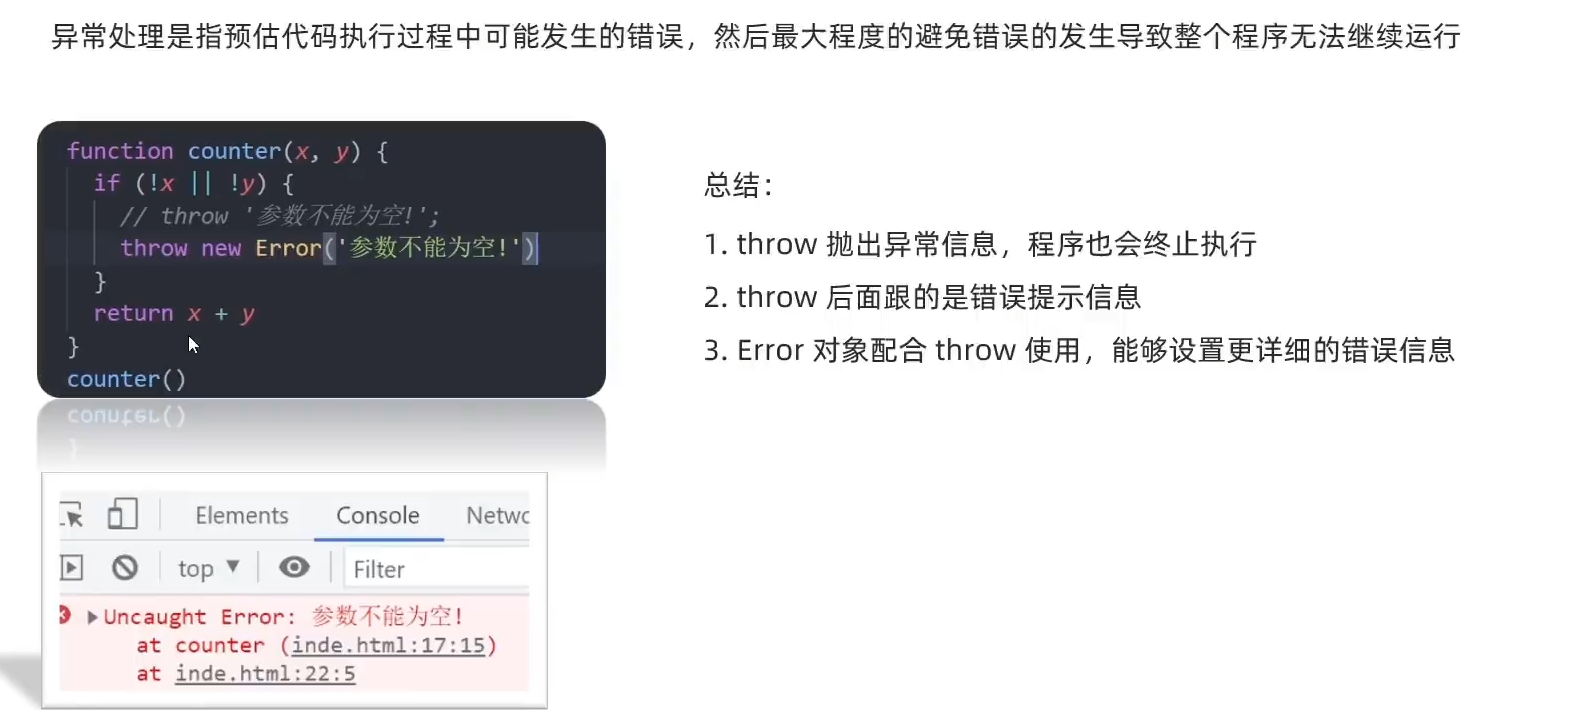 异常处理是指预估代码执行过程中可能发生的错误，然后最大程度的避免错误的发生导致整个程序无法继续运行
function counter(x, y) {
if (!x || !y) {
// throw '参数不能为空!';
throw new Error('参数不能为空!')
}
return x + y
}
counter()
总结：
1. throw 抛出异常信息，程序也会终止执行
2. throw 后面跟的是错误提示信息
3. Error 对象配合 throw 使用，能够设置更详细的错误信息
Elements Console Netwo
top Filter
Uncaught Error: 参数不能为空!
at counter (inde.html:17:15)
at inde.html:22:5